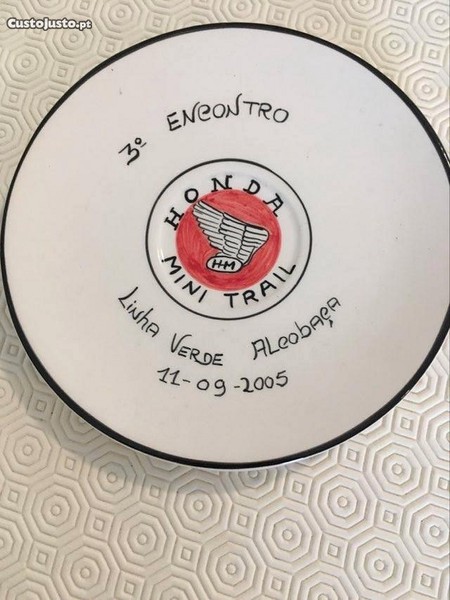 CustoJusto.pt
3º ENCONTRO
HONDA
HM
MINI TRAIL
Linha VERDE ALCOBAÇA
11-09-2005